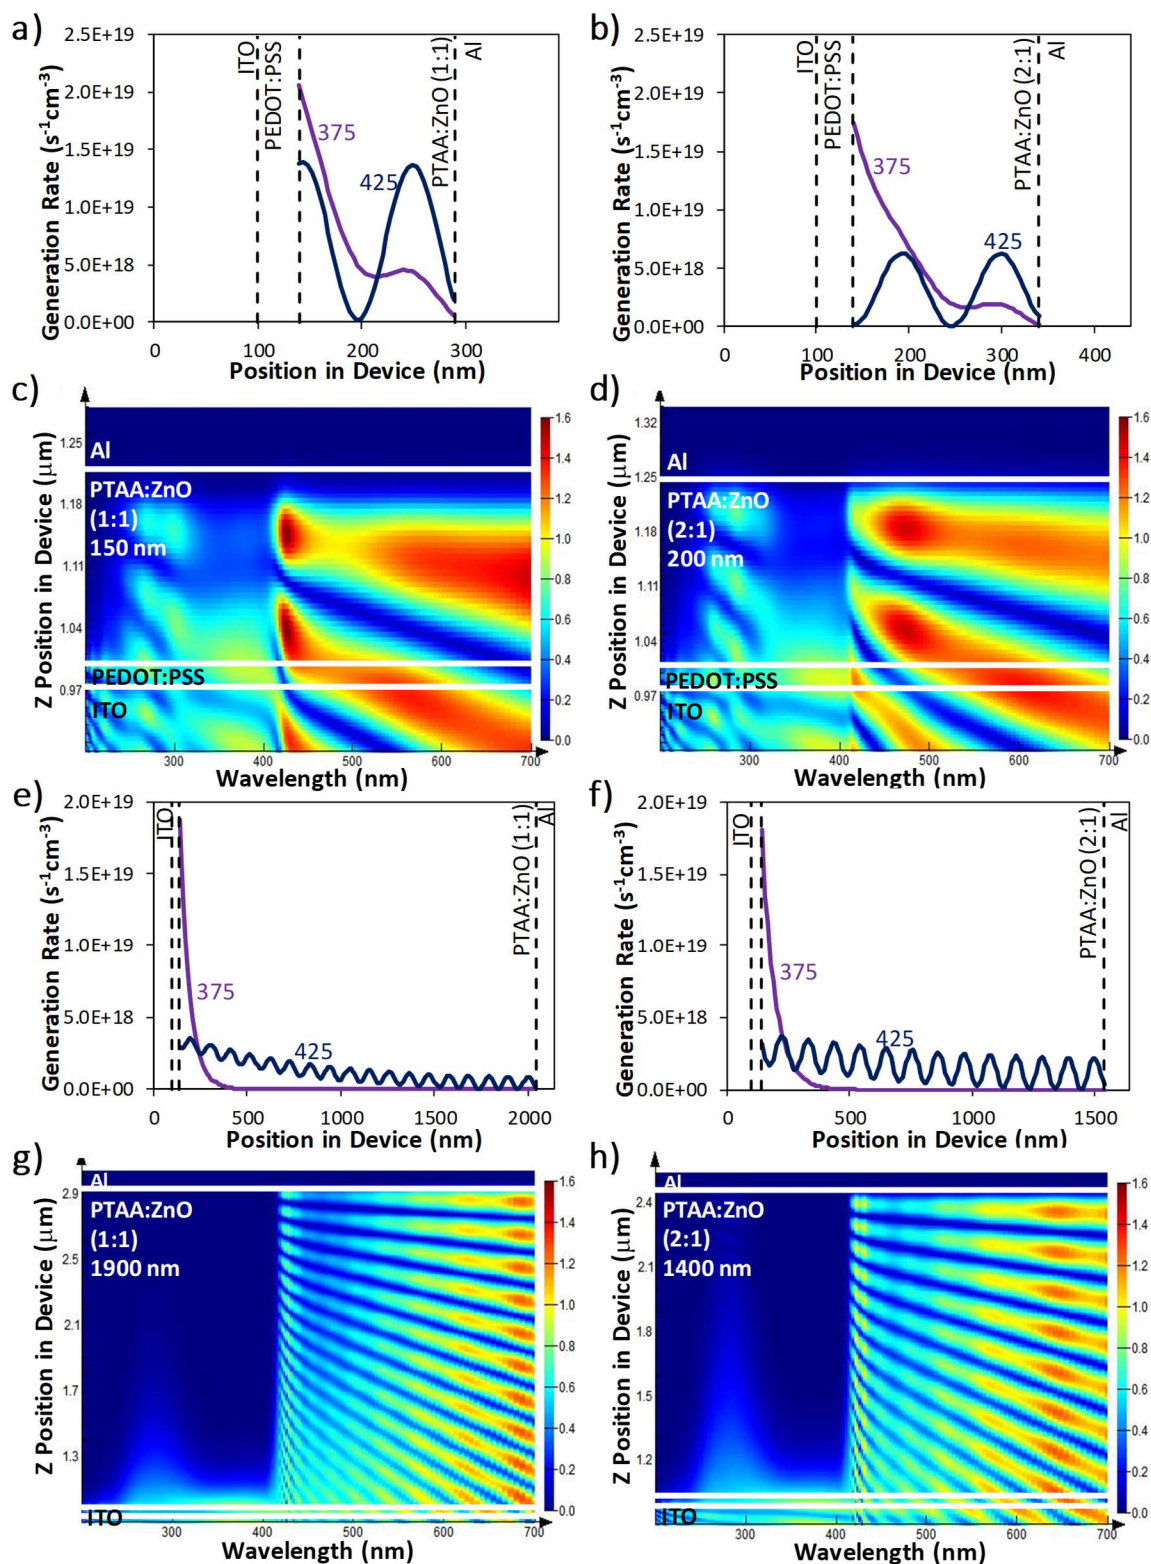 a)
2.5E+19
2.0E+19
1.5E+19
1.0E+19
5.0E+18
0.0E+00
Generation Rate (s-1cm-3)
ITO
PEDOT:PSS
PTAA:ZnO (1:1)
Al
375
425
0 100 200 300
Position in Device (nm)
b)
2.5E+19
2.0E+19
1.5E+19
1.0E+19
5.0E+18
0.0E+00
Generation Rate (s-1cm-3)
ITO
PEDOT:PSS
PTAA:ZnO (2:1)
Al
375
425
0 100 200 300 400
Position in Device (nm)
c)
Z Position in Device (μm)
1.25
1.18
1.11
1.04
0.97
Al
PTAA:ZnO
(1:1)
150 nm
PEDOT:PSS
ITO
300 400 500 600 700
Wavelength (nm)
1.6
1.4
1.2
1.0
0.8
0.6
0.4
0.2
0.0
d)
Z Position in Device (μm)
1.32
1.25
1.18
1.11
1.04
0.97
Al
PTAA:ZnO
(2:1)
200 nm
PEDOT:PSS
ITO
300 400 500 600 700
Wavelength (nm)
1.6
1.4
1.2
1.0
0.8
0.6
0.4
0.2
0.0
e)
2.0E+19
1.5E+19
1.0E+19
5.0E+18
0.0E+00
Generation Rate (s-1cm-3)
ITO
PTAA:ZnO (1:1)
Al
375
425
0 500 1000 1500 2000
Position in Device (nm)
f)
2.0E+19
1.5E+19
1.0E+19
5.0E+18
0.0E+00
Generation Rate (s-1cm-3)
ITO
PTAA:ZnO (2:1)
Al
375
425
0 500 1000 1500
Position in Device (nm)
g)
Z Position in Device (μm)
2.9
2.5
2.1
1.7
1.3
Al
PTAA:ZnO
(1:1)
1900 nm
ITO
300 400 500 600 700
Wavelength (nm)
1.6
1.4
1.2
1.0
0.8
0.6
0.4
0.2
0.0
h)
Z Position in Device (μm)
2.4
2.1
1.8
1.5
1.2
Al
PTAA:ZnO
(2:1)
1400 nm
ITO
300 400 500 600 700
Wavelength (nm)
1.6
1.4
1.2
1.0
0.8
0.6
0.4
0.2
0.0